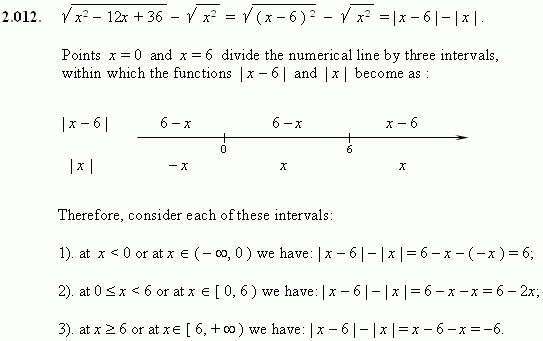 2.012. √x² – 12x + 36 – √x² = √(x – 6)² – √x² = |x – 6| – |x|.
Points x = 0 and x = 6 divide the numerical line by three intervals,
within which the functions |x – 6| and |x| become as :
|x – 6| 6 – x 6 – x x – 6
0 6
|x| – x x x
Therefore, consider each of these intervals:
1). at x < 0 or at x ∈ (– ∞, 0) we have: |x – 6| – |x| = 6 – x – (– x) = 6;
2). at 0 ≤ x < 6 or at x ∈ [0, 6) we have: |x – 6| – |x| = 6 – x – x = 6 – 2x;
3). at x ≥ 6 or at x ∈ [6, +∞) we have: |x – 6| – |x| = x – 6 – x = –6.